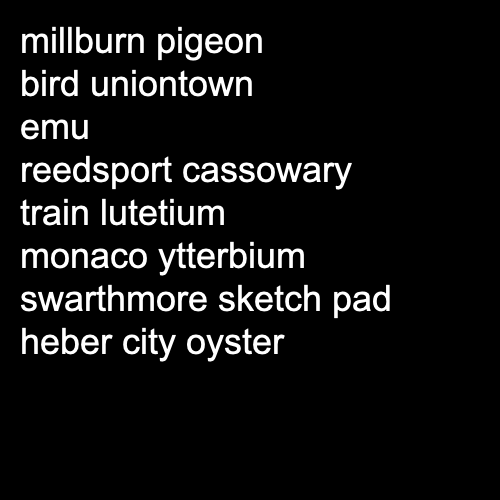 millburn pigeon
bird uniontown
emu
reedsport cassowary
train lutetium
monaco ytterbium
swarthmore sketch pad
heber city oyster